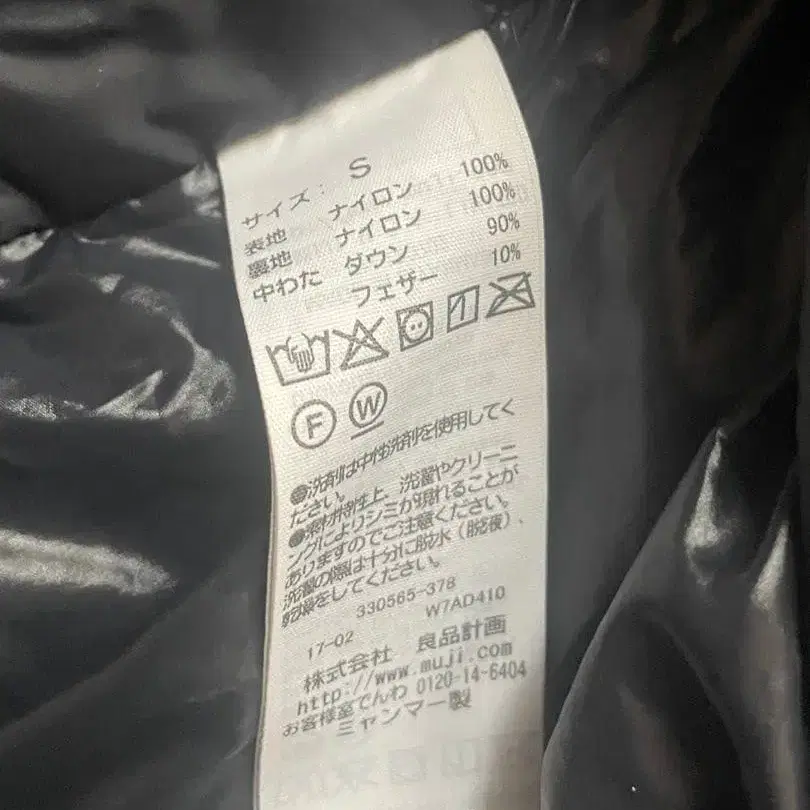 サイズ: S
表地 ナイロン 100%
裏地 ナイロン 100%
中わた ダウン 90%
フェザー 10%
F W
●洗剤は中性洗剤を使用してく
ださい。
●素材特性上、洗濯やクリーニ
ングによりシミが現れることが
ありますのでご注意ください。
洗濯の際は十分に脱水(脱液)、
乾燥をしてください。
330565-378
17-02 W7AD410
株式会社 良品計画
http://www.muji.com
お客様室でんわ 0120-14-6404
ミャンマー製